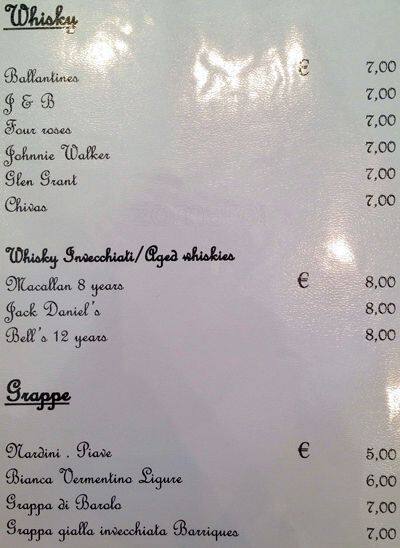 Whisky
Ballantines € 7,00
J & B 7,00
Four roses 7,00
Johnnie Walker 7,00
Glen Grant 7,00
Chivas 7,00
Whisky Invecchiati/Aged whiskies
Macallan 8 years € 8,00
Jack Daniel's 8,00
Bell's 12 years 8,00
Grappe
Nardini . Piave € 5,00
Bianca Vermentino Ligure 6,00
Grappa di Barolo 7,00
Grappa gialla invecchiata Barriques 7,00